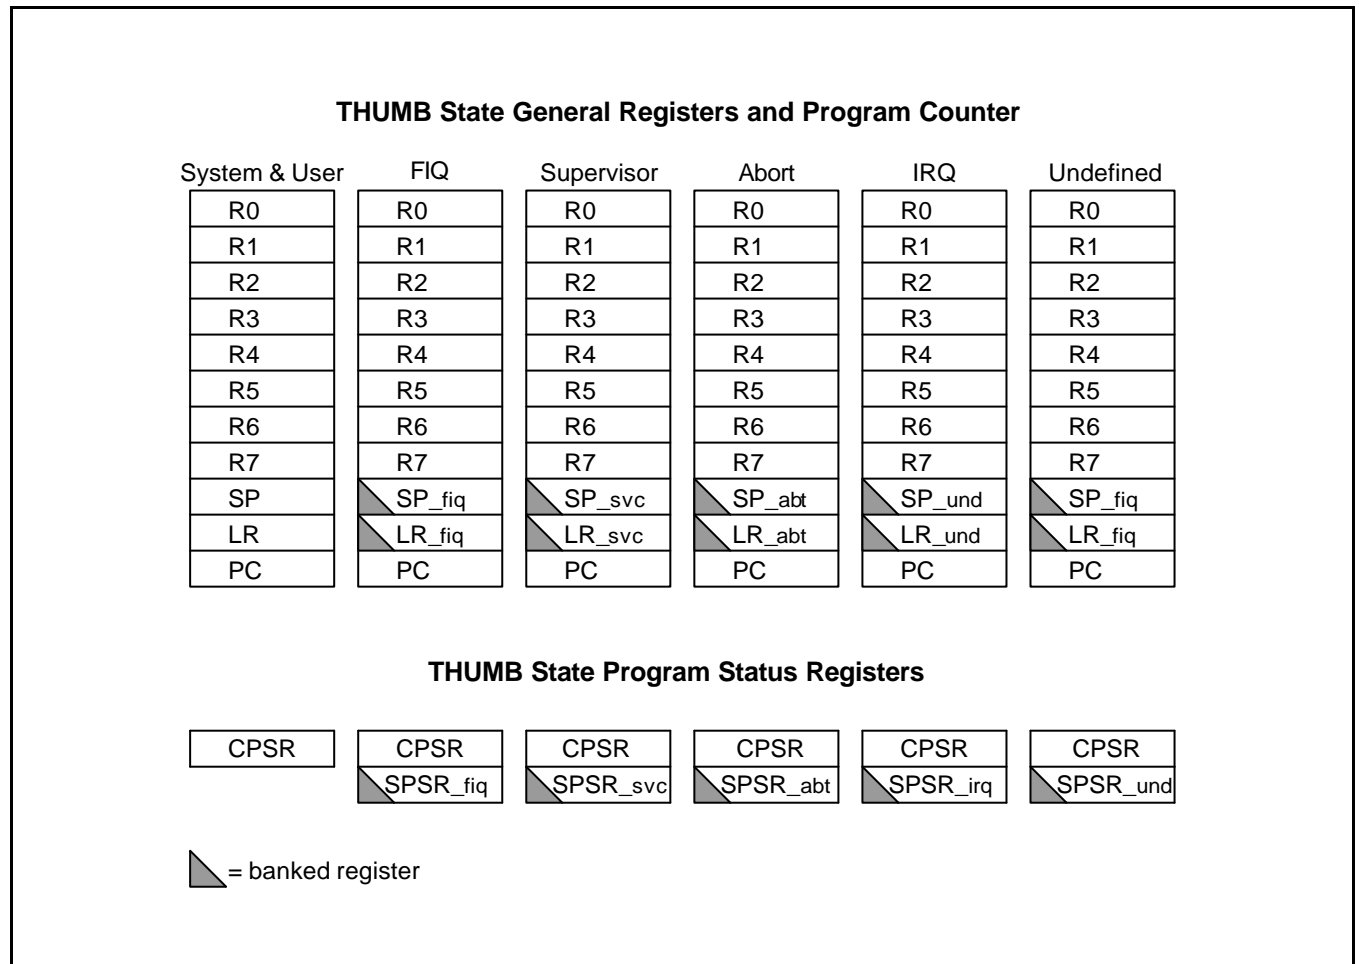 THUMB State General Registers and Program Counter
System & User FIQ Supervisor Abort IRQ Undefined
R0 R0 R0 R0 R0 R0
R1 R1 R1 R1 R1 R1
R2 R2 R2 R2 R2 R2
R3 R3 R3 R3 R3 R3
R4 R4 R4 R4 R4 R4
R5 R5 R5 R5 R5 R5
R6 R6 R6 R6 R6 R6
R7 R7 R7 R7 R7 R7
SP SP_fiq SP_svc SP_abt SP_und SP_fiq
LR LR_fiq LR_svc LR_abt LR_und LR_fiq
PC PC PC PC PC PC
THUMB State Program Status Registers
CPSR CPSR CPSR CPSR CPSR CPSR
SPSR_fiq SPSR_svc SPSR_abt SPSR_irq SPSR_und
= banked register